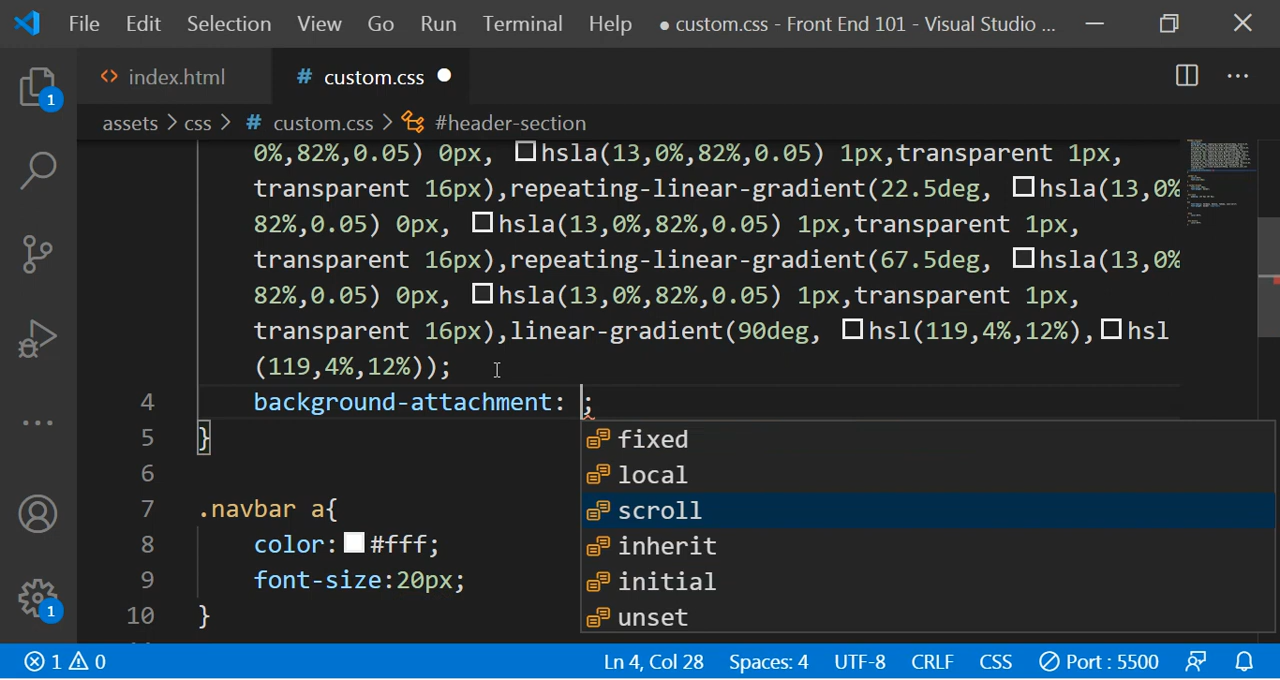 File Edit Selection View Go Run Terminal Help ● custom.css - Front End 101 - Visual Studio ...
<> index.html # custom.css ●
assets > css > # custom.css > #header-section
0%,82%,0.05) 0px, hsla(13,0%,82%,0.05) 1px,transparent 1px,
transparent 16px),repeating-linear-gradient(22.5deg, hsla(13,0%
82%,0.05) 0px, hsla(13,0%,82%,0.05) 1px,transparent 1px,
transparent 16px),repeating-linear-gradient(67.5deg, hsla(13,0%
82%,0.05) 0px, hsla(13,0%,82%,0.05) 1px,transparent 1px,
transparent 16px),linear-gradient(90deg, hsl(119,4%,12%),hsl
(119,4%,12%));
4 background-attachment: ;
5 }
fixed
local
scroll
inherit
initial
unset
6
7 .navbar a{
8 color:#fff;
9 font-size:20px;
10 }
1
1
1 0 Ln 4, Col 28 Spaces: 4 UTF-8 CRLF CSS Port : 5500